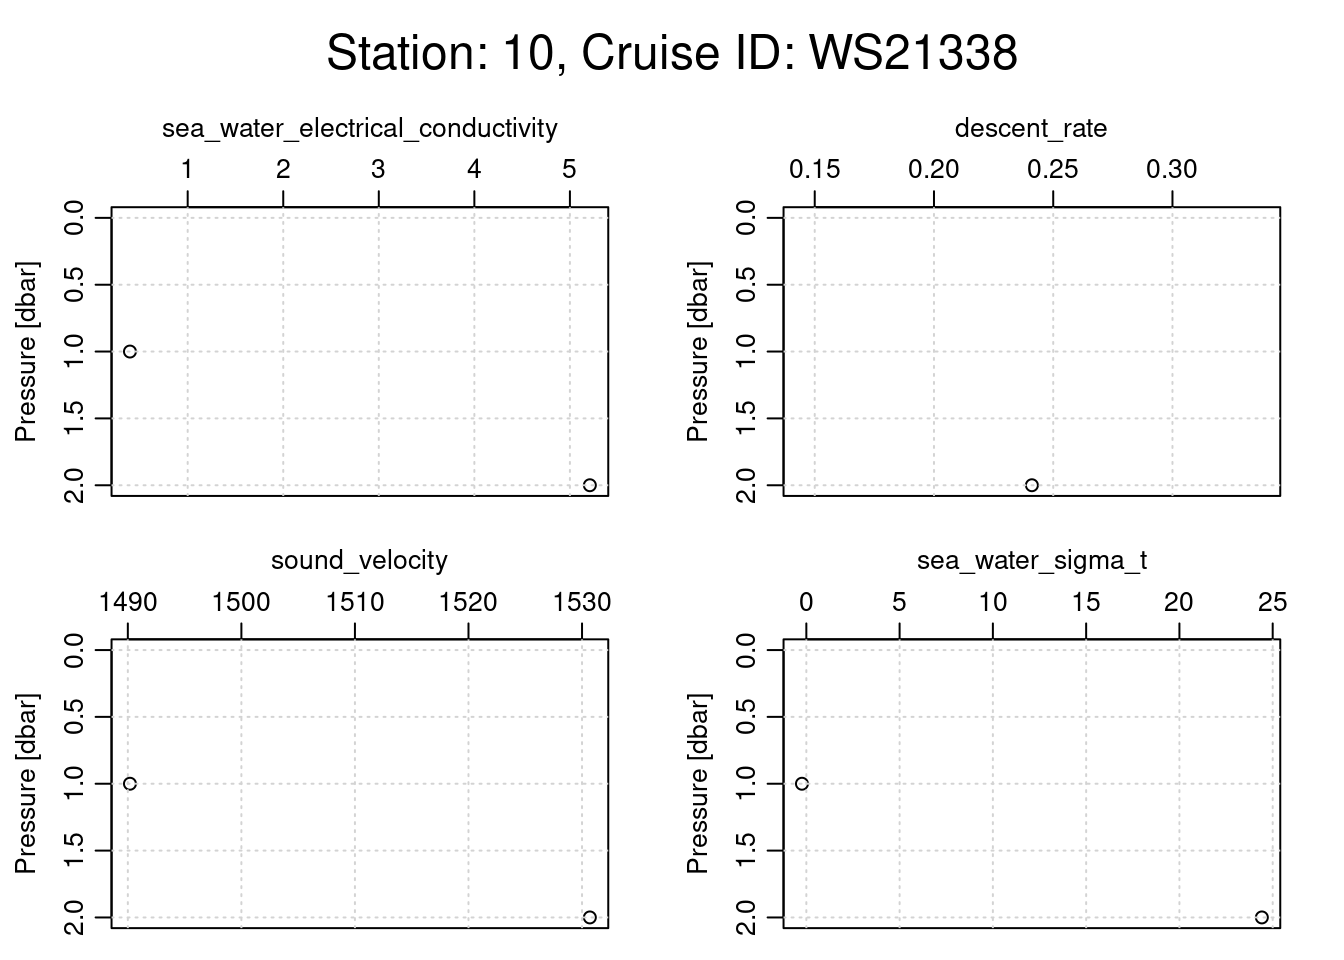 Station: 10, Cruise ID: WS21338
sea_water_electrical_conductivity
1 2 3 4 5
Pressure [dbar]
0.0
0.5
1.0
1.5
2.0
descent_rate
0.15 0.20 0.25 0.30
Pressure [dbar]
0.0
0.5
1.0
1.5
2.0
sound_velocity
1490 1500 1510 1520 1530
Pressure [dbar]
0.0
0.5
1.0
1.5
2.0
sea_water_sigma_t
0 5 10 15 20 25
Pressure [dbar]
0.0
0.5
1.0
1.5
2.0